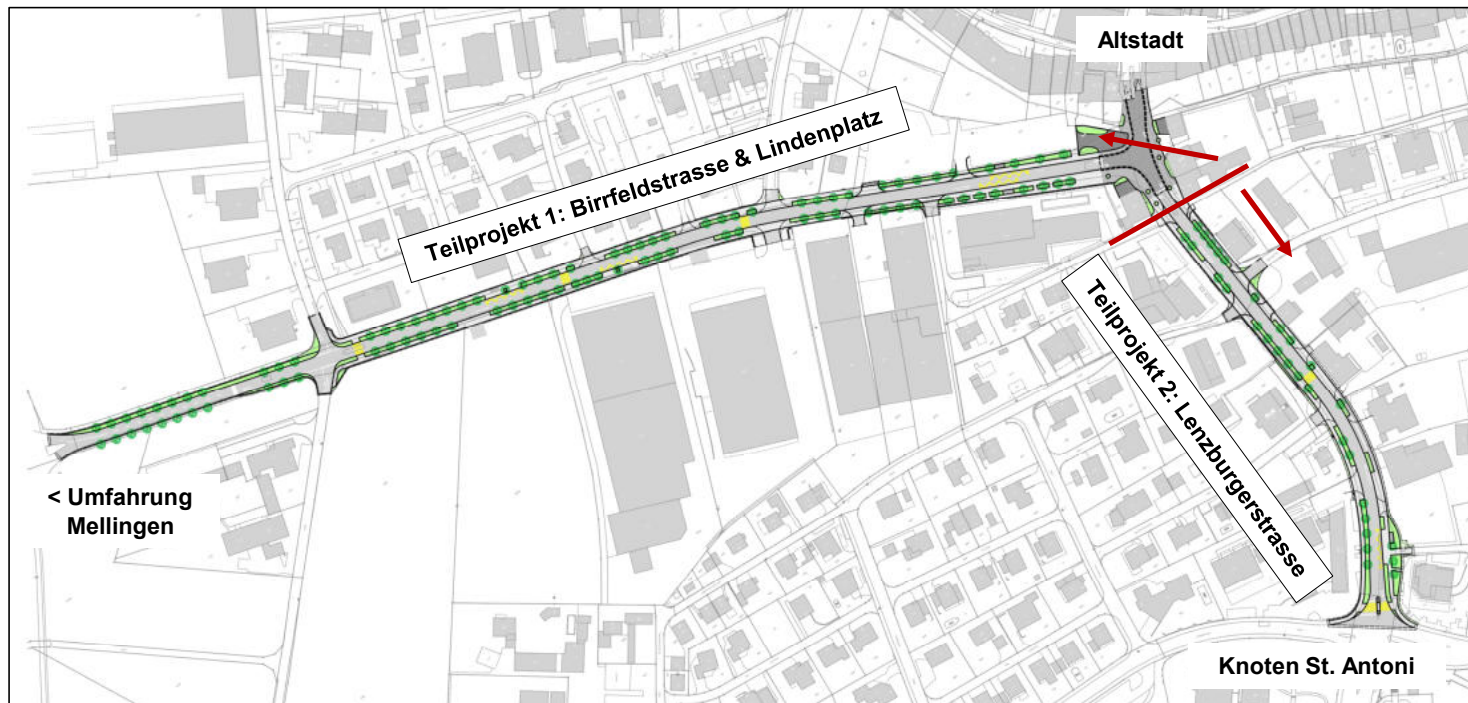 Altstadt
Teilprojekt 1: Birrfeldstrasse & Lindenplatz
Teilprojekt 2: Lenzburgerstrasse
< Umfahrung
Mellingen
Knoten St. Antoni